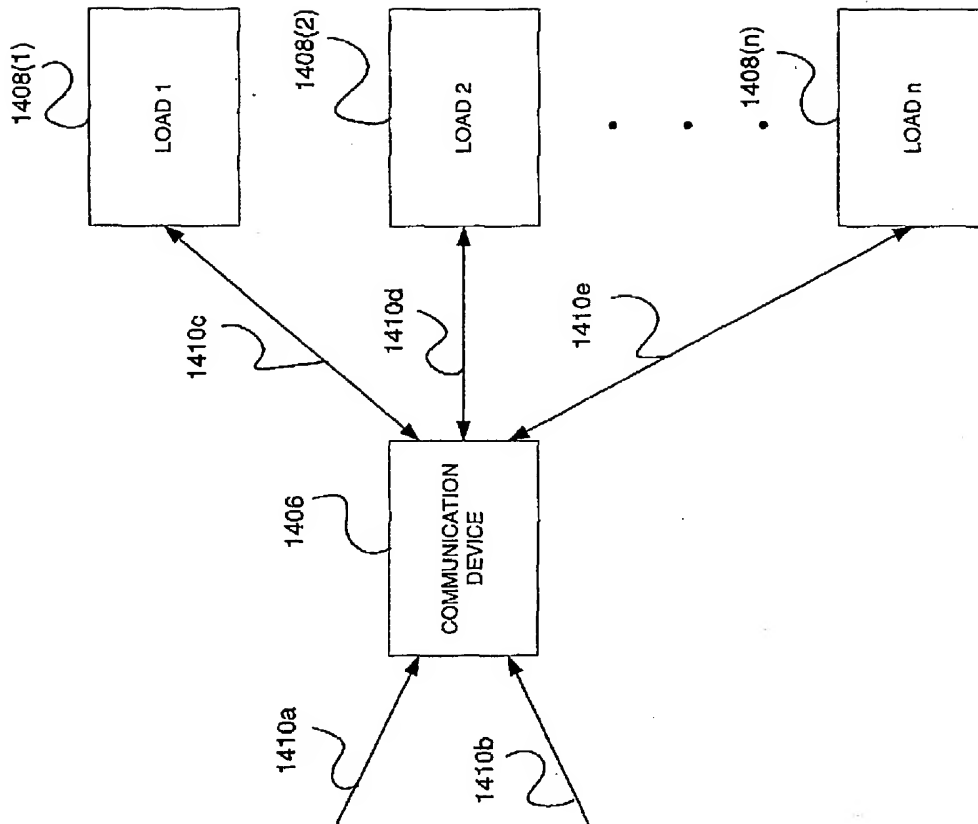 1408(1)
LOAD 1
1408(2)
LOAD 2
1408(n)
LOAD n
1410c
1410d
1410e
1406
COMMUNICATION
DEVICE
1410a
1410b